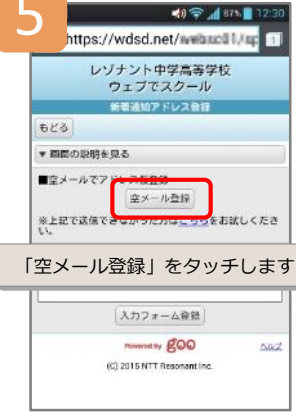 5
87% 12:30
https://wdsd.net/
レゾナント中学高等学校
ウェブでスクール
新着通知アドレス登録
もどる
▼ 画面の説明を見る
■空メールでアドレス仮登録
空メール登録
※上記で送信できなかった方はこちらをお試しくださ
い。
「空メール登録」をタッチします
入力フォーム登録
Powered by goo
ヘルプ
(C) 2015 NTT Resonant Inc.